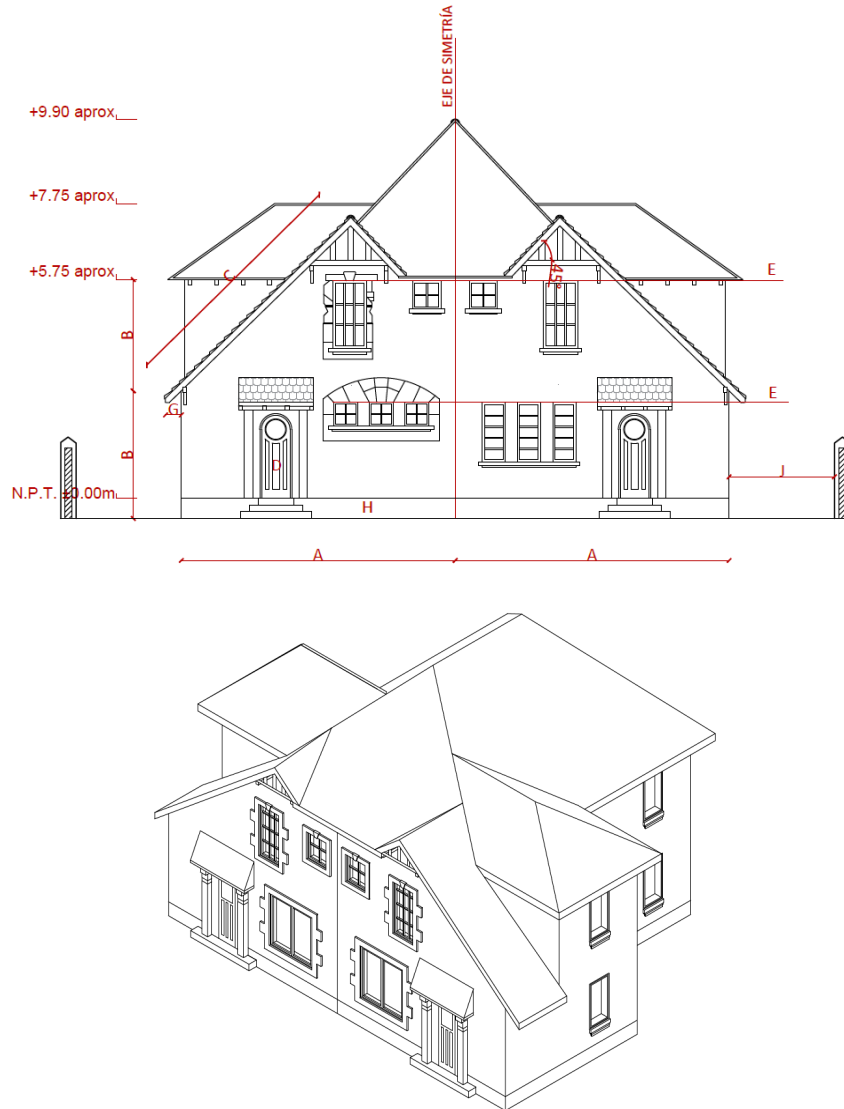 EJE DE SIMETRÍA
+9.90 aprox.
+7.75 aprox.
+5.75 aprox.
E
C
45°
B
E
G
B
D
J
N.P.T. ±0.00m
H
A
A